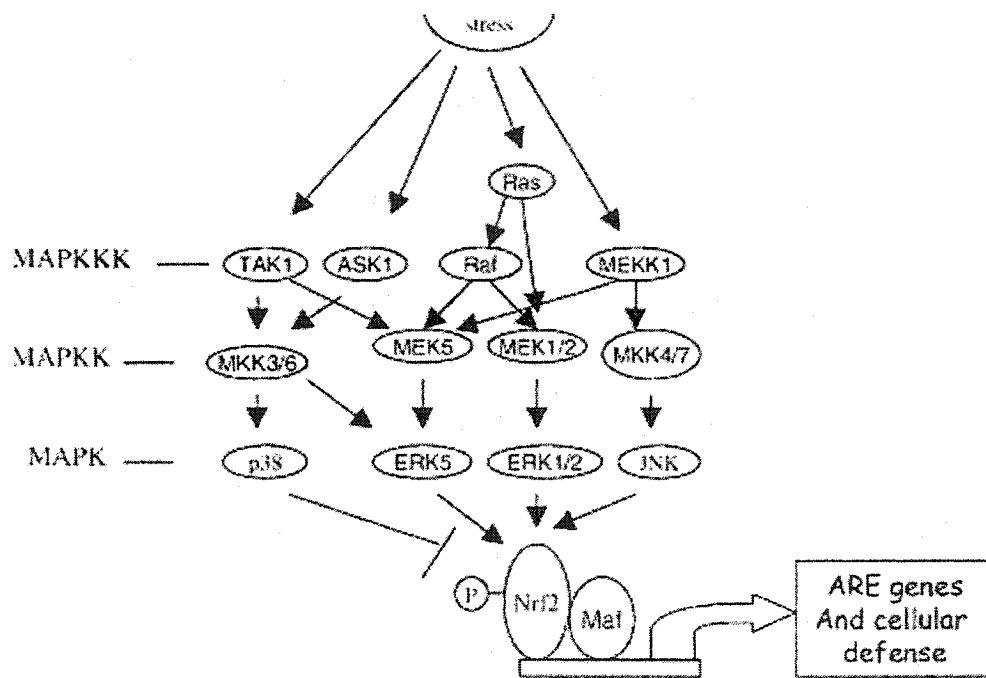 stress
Ras
MAPKKK
TAK1
ASK1
Raf
MEKK1
MAPKK
MKK3/6
MEK5
MEK1/2
MKK4/7
MAPK
p38
ERK5
ERK1/2
JNK
P
Nrf2
Maf
ARE genes
And cellular
defense